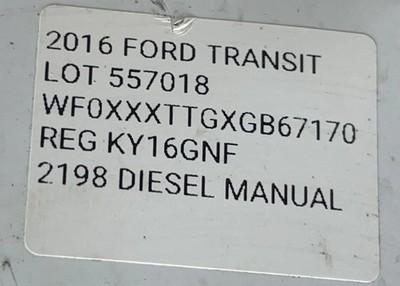 2016 FORD TRANSIT
LOT 557018
WF0XXXTTGXGB67170
REG KY16GNF
2198 DIESEL MANUAL